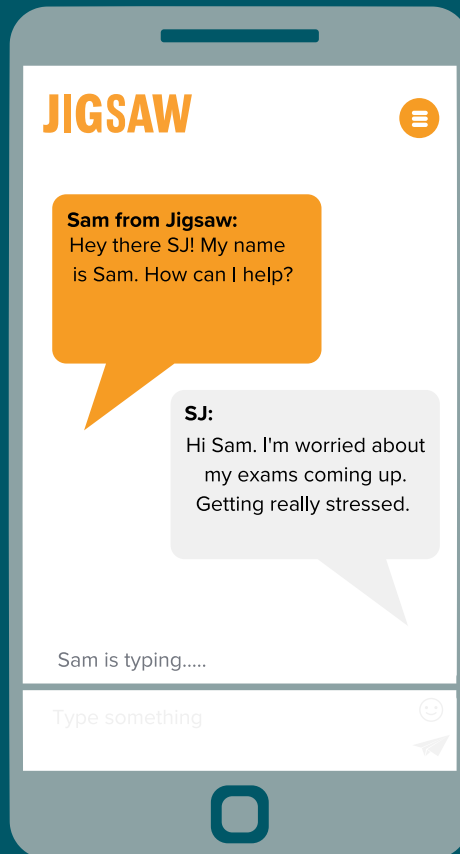 JIGSAW
Sam from Jigsaw:
Hey there SJ! My name
is Sam. How can I help?
SJ:
Hi Sam. I'm worried about
my exams coming up.
Getting really stressed.
Sam is typing.....
Type something